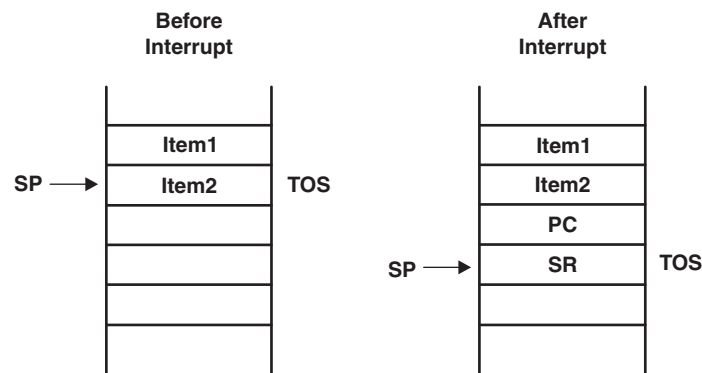 Before
Interrupt
Item1
SP
Item2
TOS
After
Interrupt
Item1
Item2
PC
SP
SR
TOS